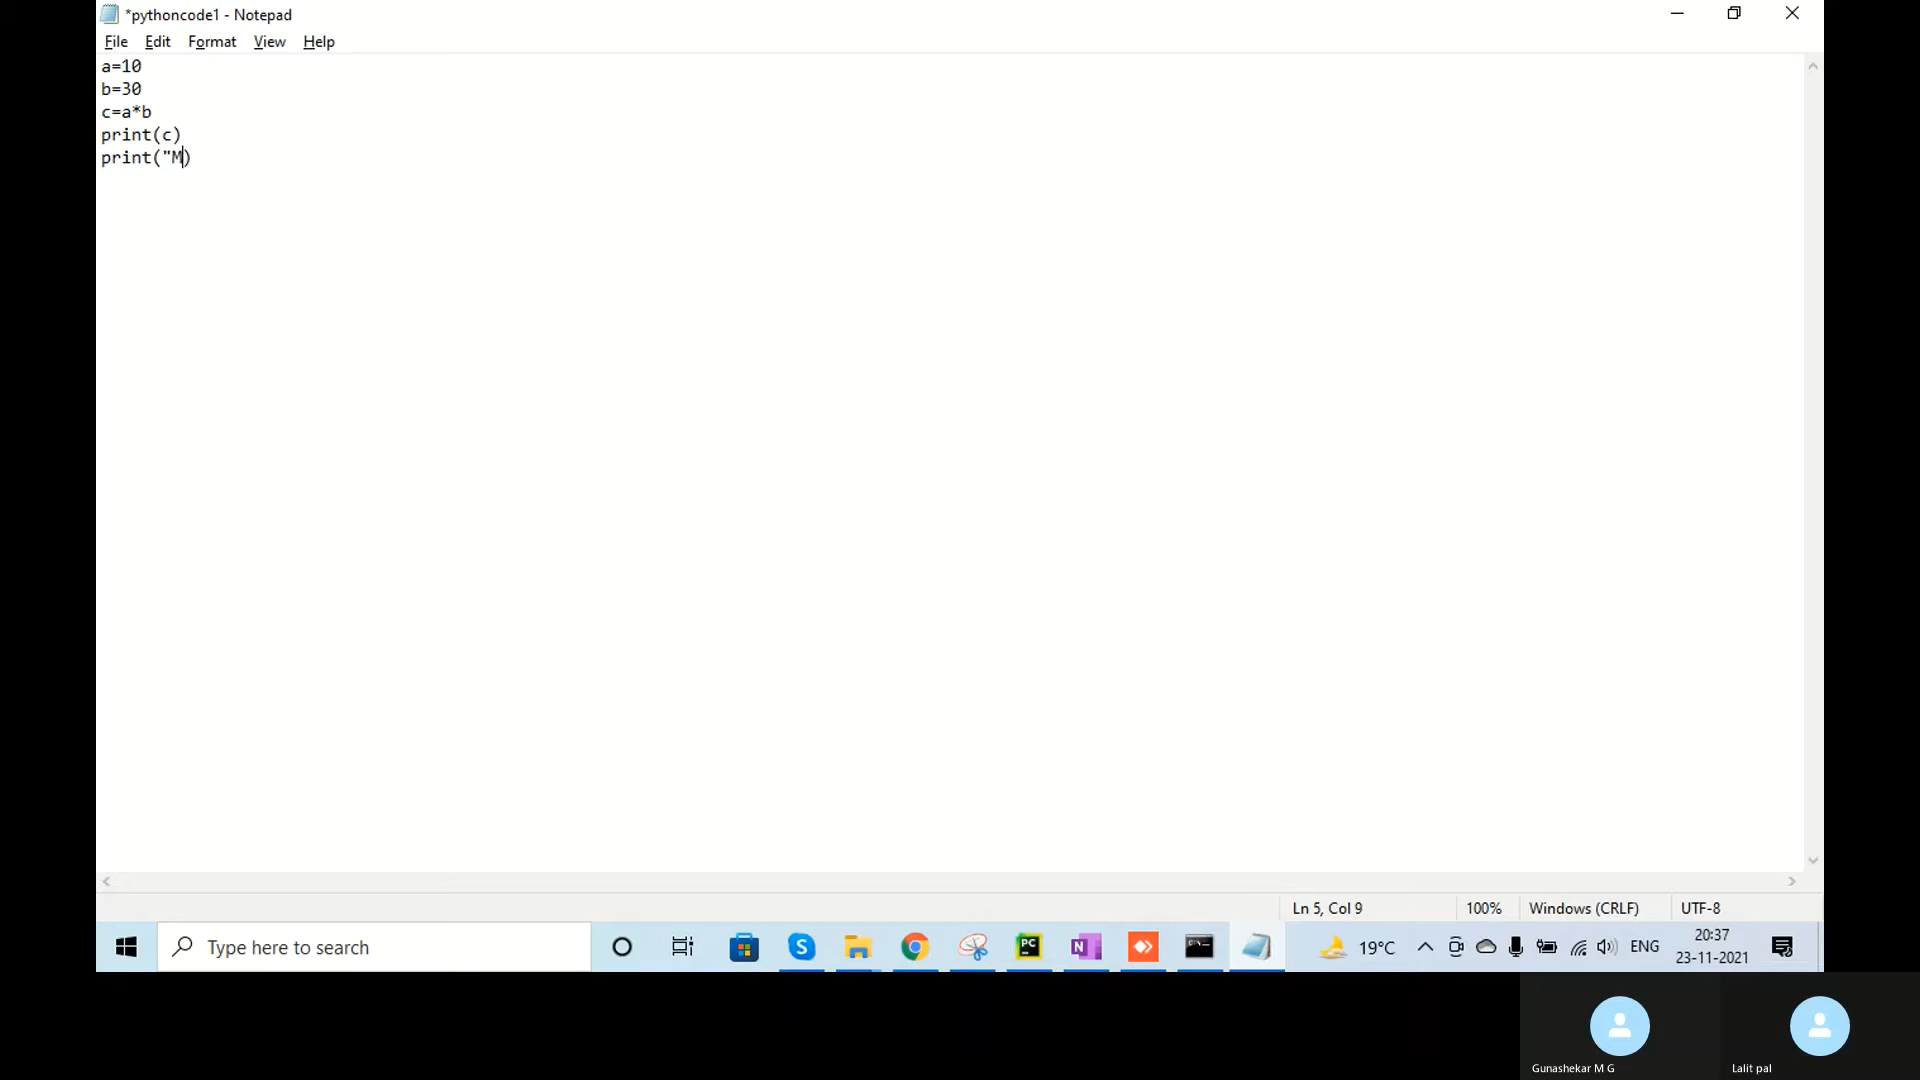 *pythoncode1 - Notepad
File Edit Format View Help
a=10
b=30
c=a*b
print(c)
print("M)
Ln 5, Col 9 100% Windows (CRLF) UTF-8
Type here to search
PC
N
19°C
ENG
20:37
23-11-2021
Gunashekar M G
Lalit pal